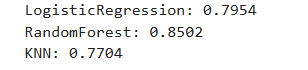 LogisticRegression: 0.7954
RandomForest: 0.8502
KNN: 0.7704